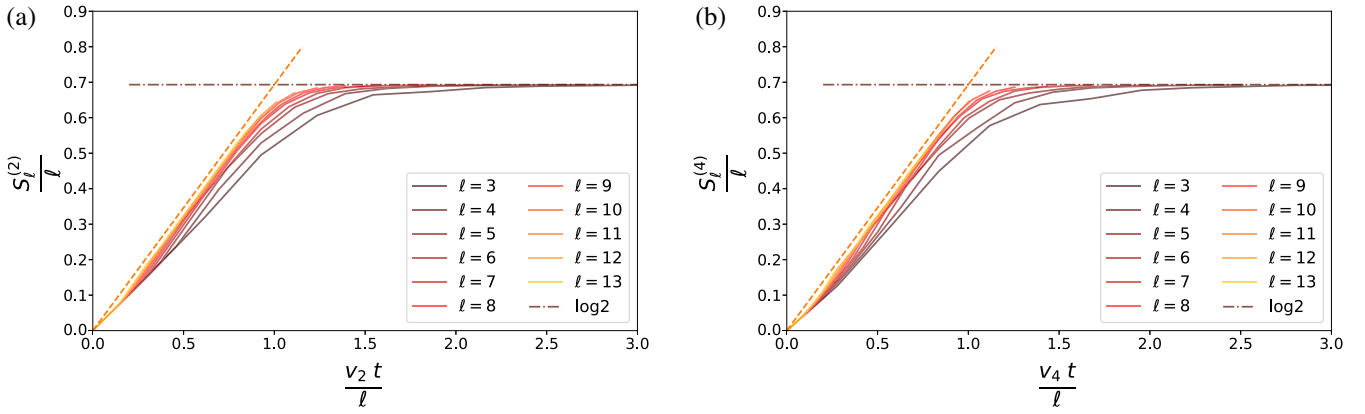 (a)
0.9
0.8
0.7
0.6
0.5
0.4
0.3
0.2
0.1
0.0
S_ℓ^(2) / ℓ
ℓ = 3 ℓ = 9
ℓ = 4 ℓ = 10
ℓ = 5 ℓ = 11
ℓ = 6 ℓ = 12
ℓ = 7 ℓ = 13
ℓ = 8 log2
0.0 0.5 1.0 1.5 2.0 2.5 3.0
v_2 t / ℓ
(b)
0.9
0.8
0.7
0.6
0.5
0.4
0.3
0.2
0.1
0.0
S_ℓ^(4) / ℓ
ℓ = 3 ℓ = 9
ℓ = 4 ℓ = 10
ℓ = 5 ℓ = 11
ℓ = 6 ℓ = 12
ℓ = 7 ℓ = 13
ℓ = 8 log2
0.0 0.5 1.0 1.5 2.0 2.5 3.0
v_4 t / ℓ